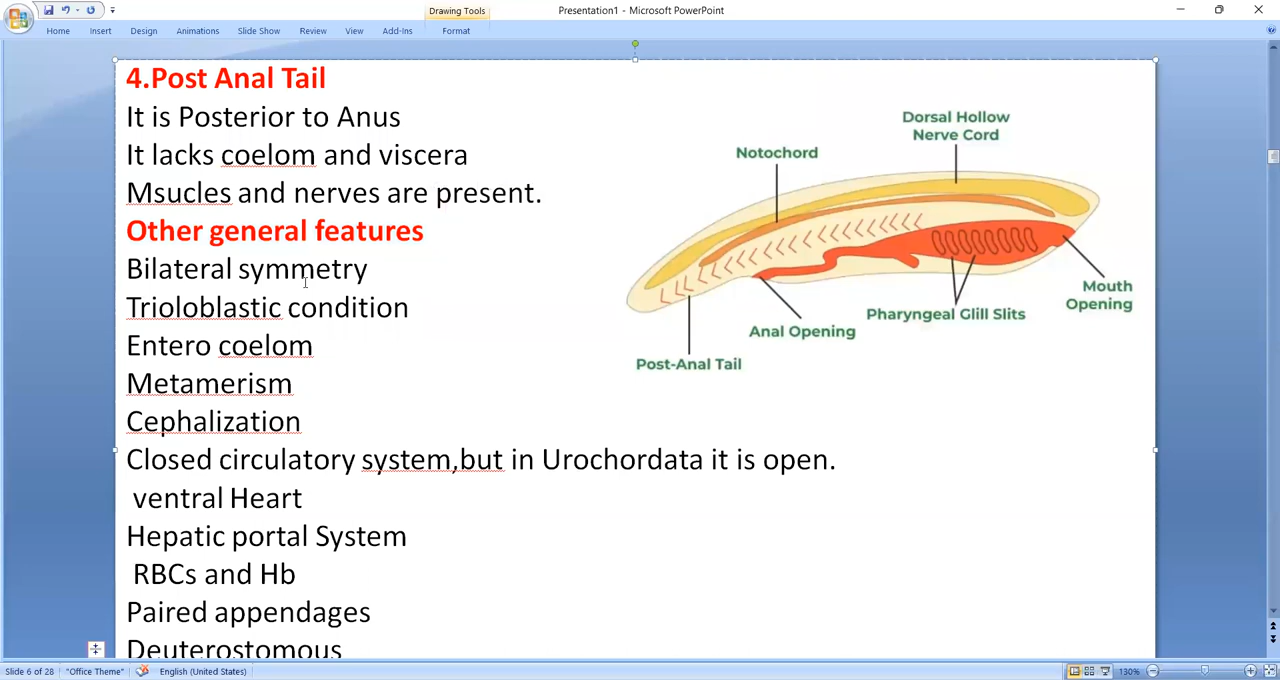 Drawing Tools
Presentation1 - Microsoft PowerPoint
Home Insert Design Animations Slide Show Review View Add-Ins Format
4.Post Anal Tail
It is Posterior to Anus
It lacks coelom and viscera
Msucles and nerves are present.
Other general features
Bilateral symmetry
Trioloblastic condition
Entero coelom
Metamerism
Cephalization
Closed circulatory system,but in Urochordata it is open.
ventral Heart
Hepatic portal System
RBCs and Hb
Paired appendages
Deuterostomous
Dorsal Hollow
Nerve Cord
Notochord
Mouth
Opening
Pharyngeal Glill Slits
Anal Opening
Post-Anal Tail
Slide 6 of 28 "Office Theme" English (United States) 130%